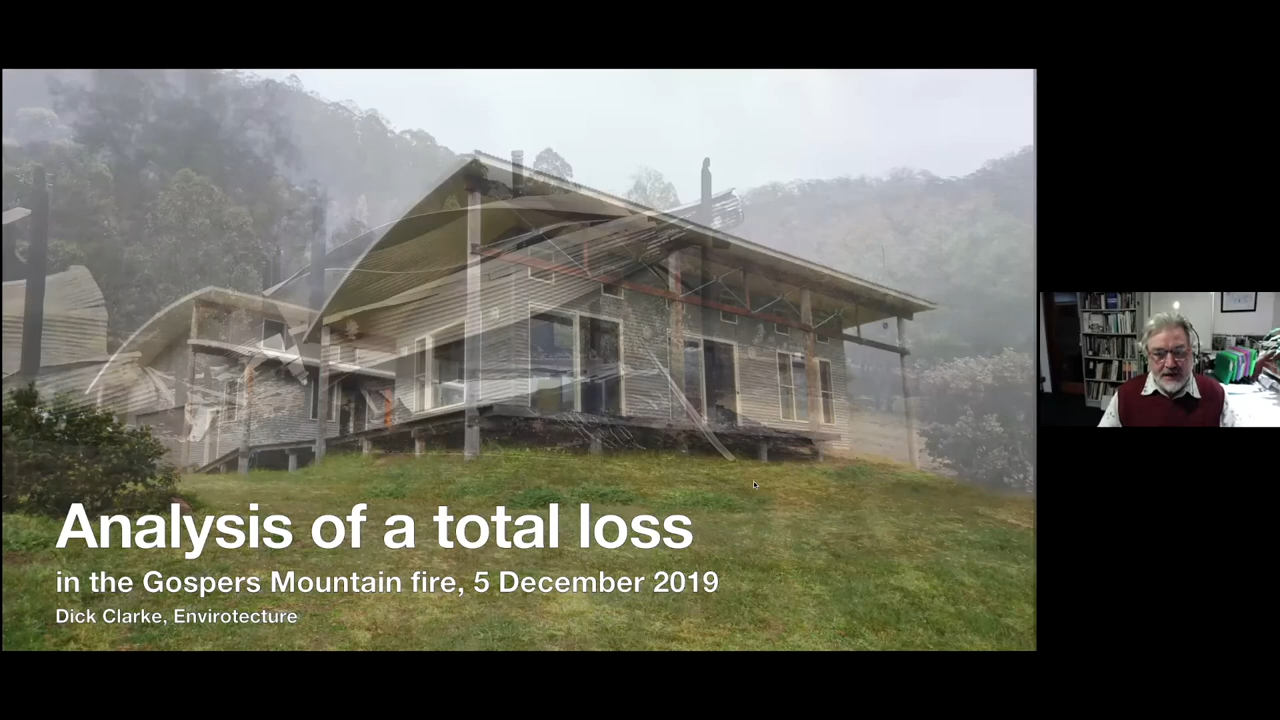 Analysis of a total loss
in the Gospers Mountain fire, 5 December 2019
Dick Clarke, Envirotecture